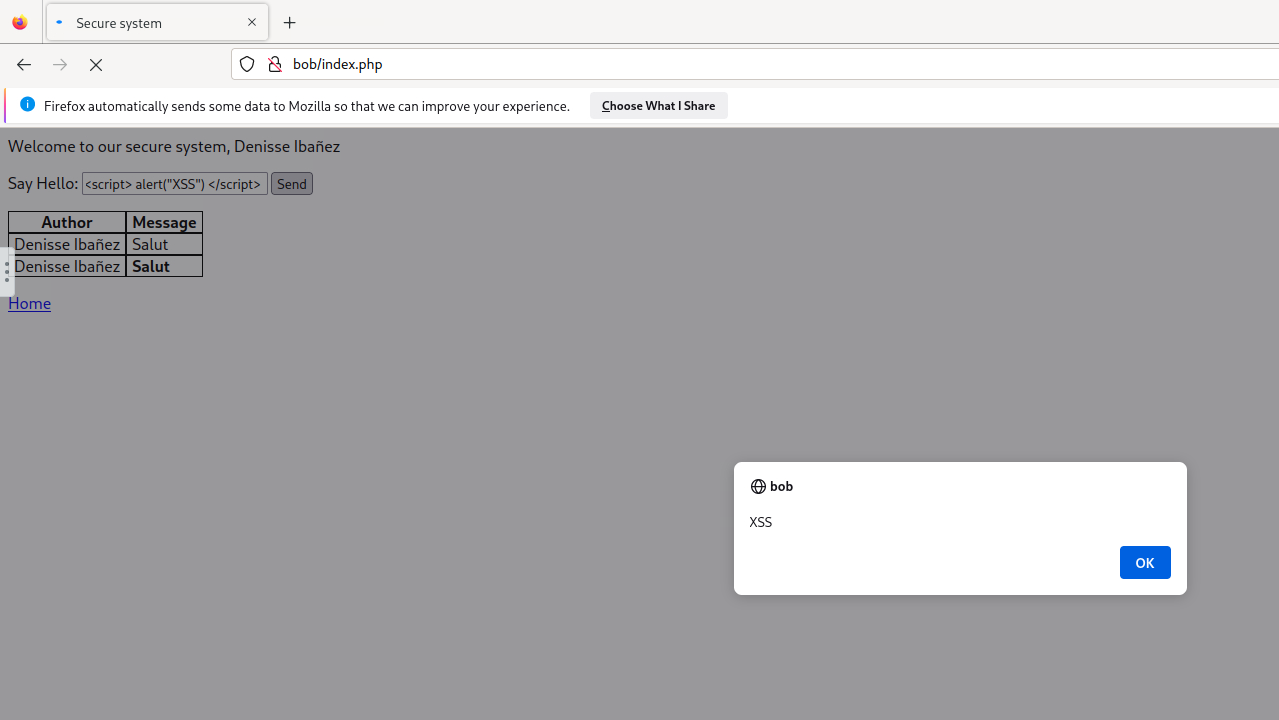 Secure system
bob/index.php
Firefox automatically sends some data to Mozilla so that we can improve your experience. Choose What I Share
Welcome to our secure system, Denisse Ibañez
Say Hello: <script> alert("XSS") </script> Send
Author Message
Denisse Ibañez Salut
Denisse Ibañez Salut
Home
bob
XSS
OK